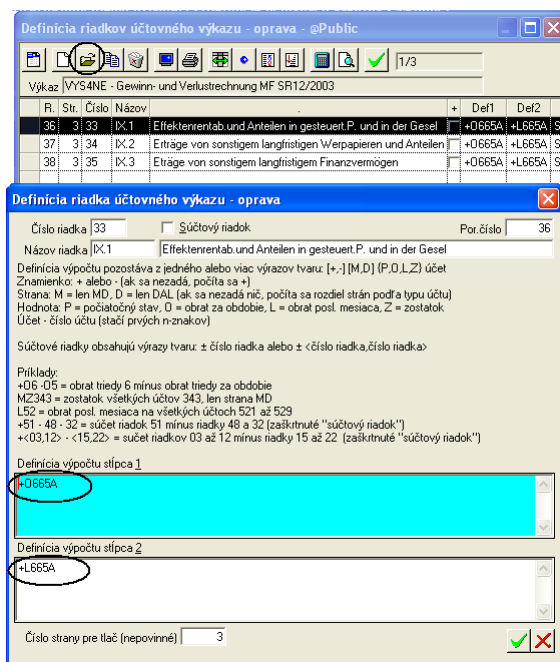 Definícia riadkov účtovného výkazu - oprava - @Public
1/3
Výkaz VYS4NE - Gewinn- und Verlustrechnung MF SR12/2003
R. Str. Číslo Názov . + Def1 Def2
36 3 33 IX.1 Effektenrentab.und Anteilen in gesteuert.P. und in der Gesel +O665A +L665A S
37 3 34 IX.2 Erträge von sonstigem langfristigen Werpapieren und Anteilen +O665A +L665A S
38 3 35 IX.3 Eträge von sonstigem langfristigem Finanzvermögen +O665A +L665A S
Definícia riadka účtovného výkazu - oprava
Číslo riadka 33 Súčtový riadok Por.číslo 36
Názov riadka IX.1 Effektenrentab.und Anteilen in gesteuert.P. und in der Gesel
Definícia výpočtu pozostáva z jedného alebo viac výrazov tvaru: [+,-] [M,D] {P,O,L,Z} účet
Znamienko: + alebo - (ak sa nezadá, počíta sa +)
Strana: M = len MD, D = len DAL (ak sa nezadá nič, počíta sa rozdiel strán podľa typu účtu)
Hodnota: P = počiatočný stav, O = obrat za obdobie, L = obrat posl. mesiaca, Z = zostatok
Účet - číslo účtu (stačí prvých n-znakov)
Súčtové riadky obsahujú výrazy tvaru: ± číslo riadka alebo ± <číslo riadka,číslo riadka>
Príklady:
+O6 -O5 = obrat triedy 6 mínus obrat triedy za obdobie
MZ343 = zostatok všetkých účtov 343, len strana MD
L52 = obrat posl. mesiaca na všetkých účtoch 521 až 529
+51 - 48 - 32 = súčet riadok 51 mínus riadky 48 a 32 (zaškrtnuté "súčtový riadok")
+<03,12> - <15,22> = sučet riadkov 03 až 12 mínus riadky 15 až 22 (zaškrtnuté "súčtový riadok")
Definícia výpočtu stĺpca 1
+O665A
Definícia výpočtu stĺpca 2
+L665A
Číslo strany pre tlač (nepovinné) 3